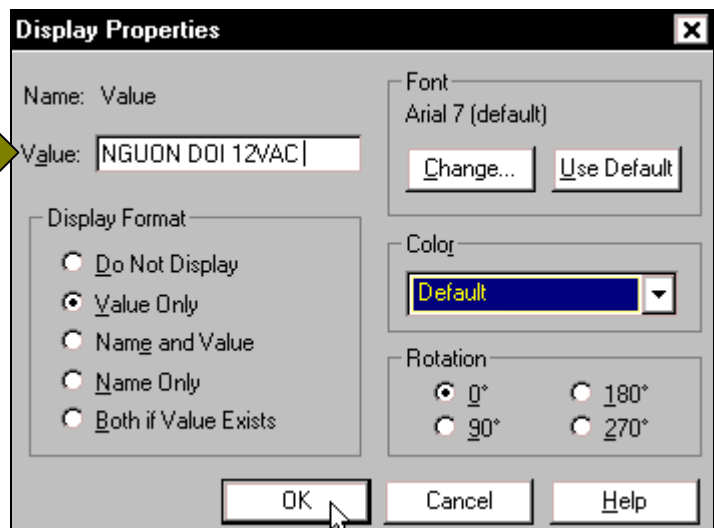 Display Properties
Name: Value
Value: NGUON DOI 12VAC
Display Format
Do Not Display
Value Only
Name and Value
Name Only
Both if Value Exists
Font
Arial 7 (default)
Change... Use Default
Color
Default
Rotation
0° 180°
90° 270°
OK Cancel Help